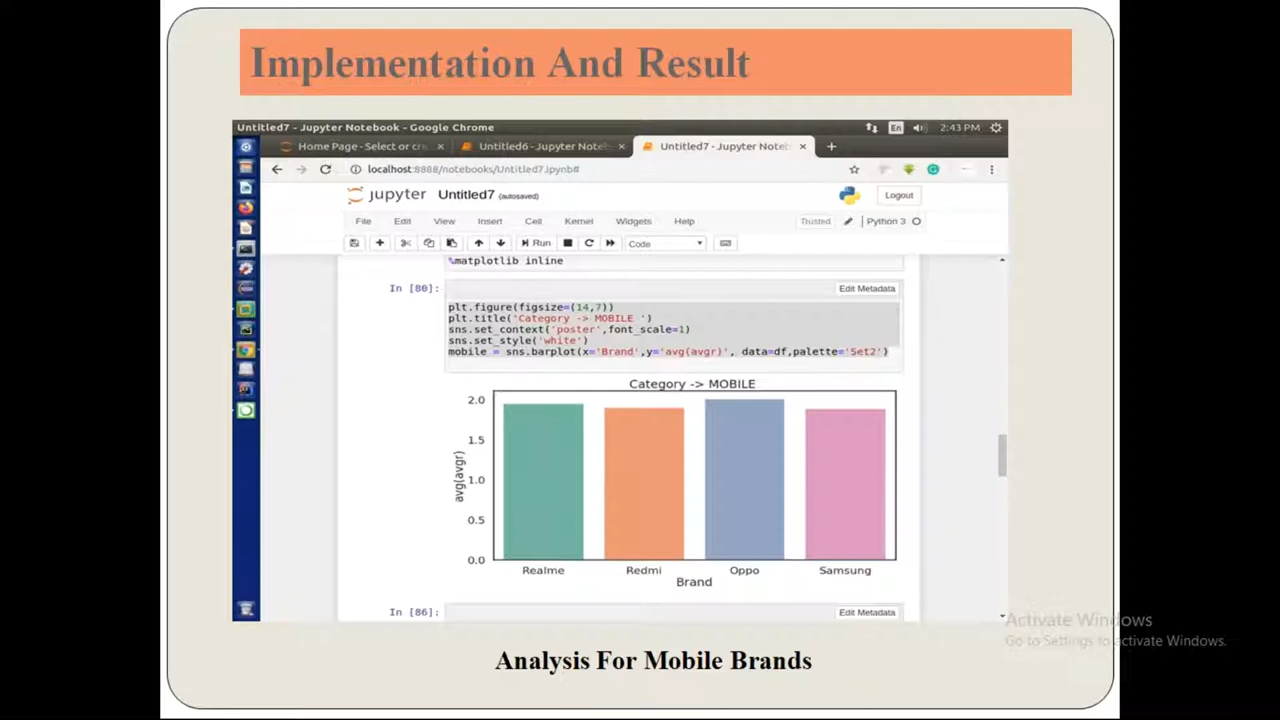 Implementation And Result
Untitled7 - Jupyter Notebook - Google Chrome
En
2:43 PM
Home Page - Select or cre
Untitled6 - Jupyter Note
Untitled7 - Jupyter Noteb
localhost:8888/notebooks/Untitled7.ipynb#
jupyter Untitled7 (autosaved)
Logout
File Edit View Insert Cell Kernel Widgets Help
Trusted
Python 3
Run
Code
%matplotlib inline
In [80]:
Edit Metadata
plt.figure(figsize=(14,7))
plt.title('Category -> MOBILE ')
sns.set_context('poster',font_scale=1)
sns.set_style('white')
mobile = sns.barplot(x='Brand',y='avg(avgr)', data=df,palette='Set2')
Category -> MOBILE
2.0
1.5
1.0
0.5
0.0
avg(avgr)
Realme Redmi Oppo Samsung
Brand
In [86]:
Edit Metadata
Activate Windows
Go to Settings to activate Windows.
Analysis For Mobile Brands